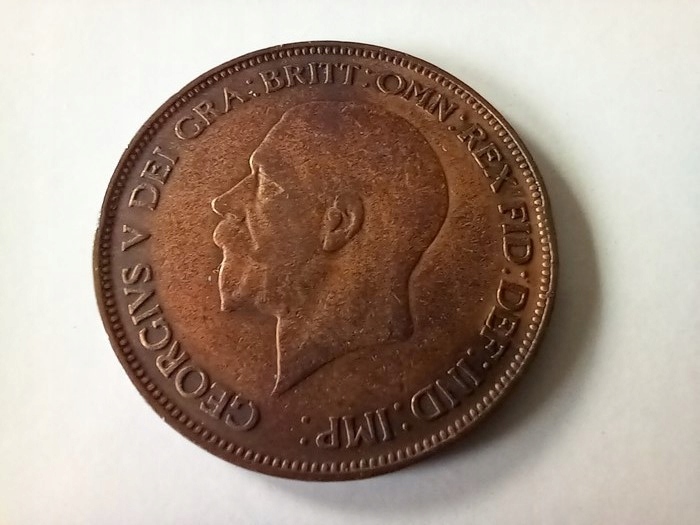 GEORGIVS V DEI GRA: BRITT: OMN: REX FID: DEF: IND: IMP: